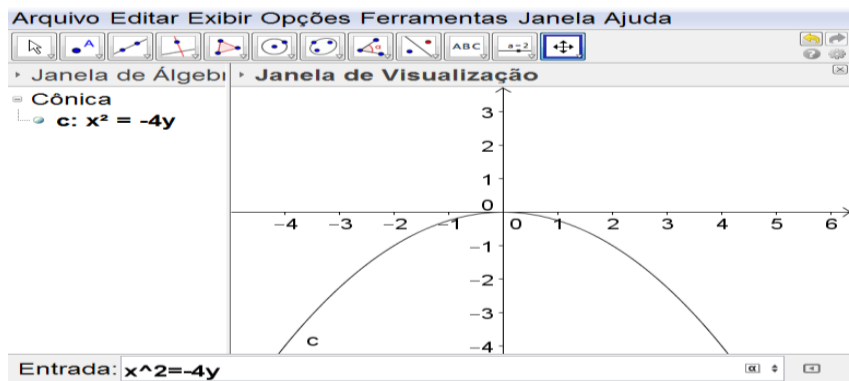 Arquivo Editar Exibir Opções Ferramentas Janela Ajuda
A
ABC
a=2
Janela de Álgebr
Janela de Visualização
Cônica
c: x² = -4y
3
2
1
0
−4 −3 −2 −1 0 1 2 3 4 5 6
−1
−2
−3
−4
c
Entrada: x^2=-4y
α